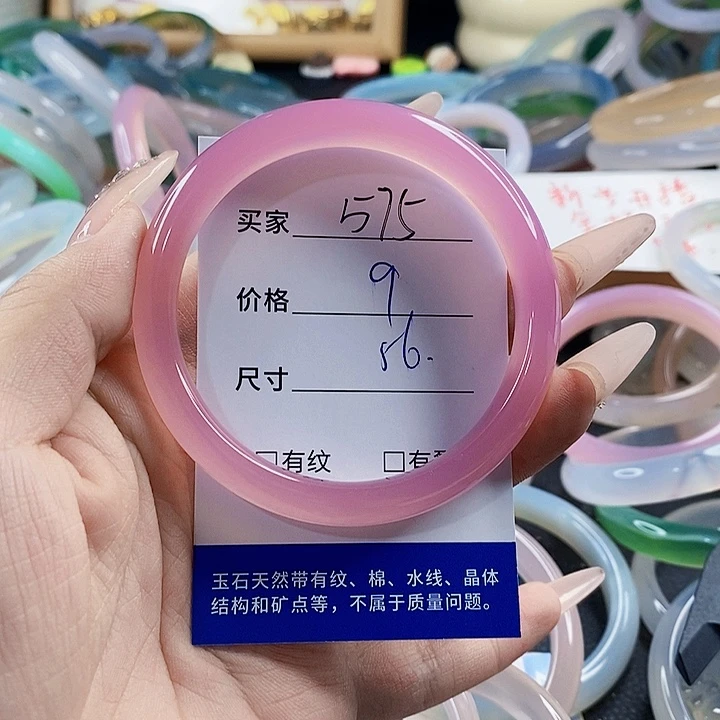 买家 575
价格 9
尺寸 56.
□有纹 □有
玉石天然带有纹、棉、水线、晶体
结构和矿点等，不属于质量问题。